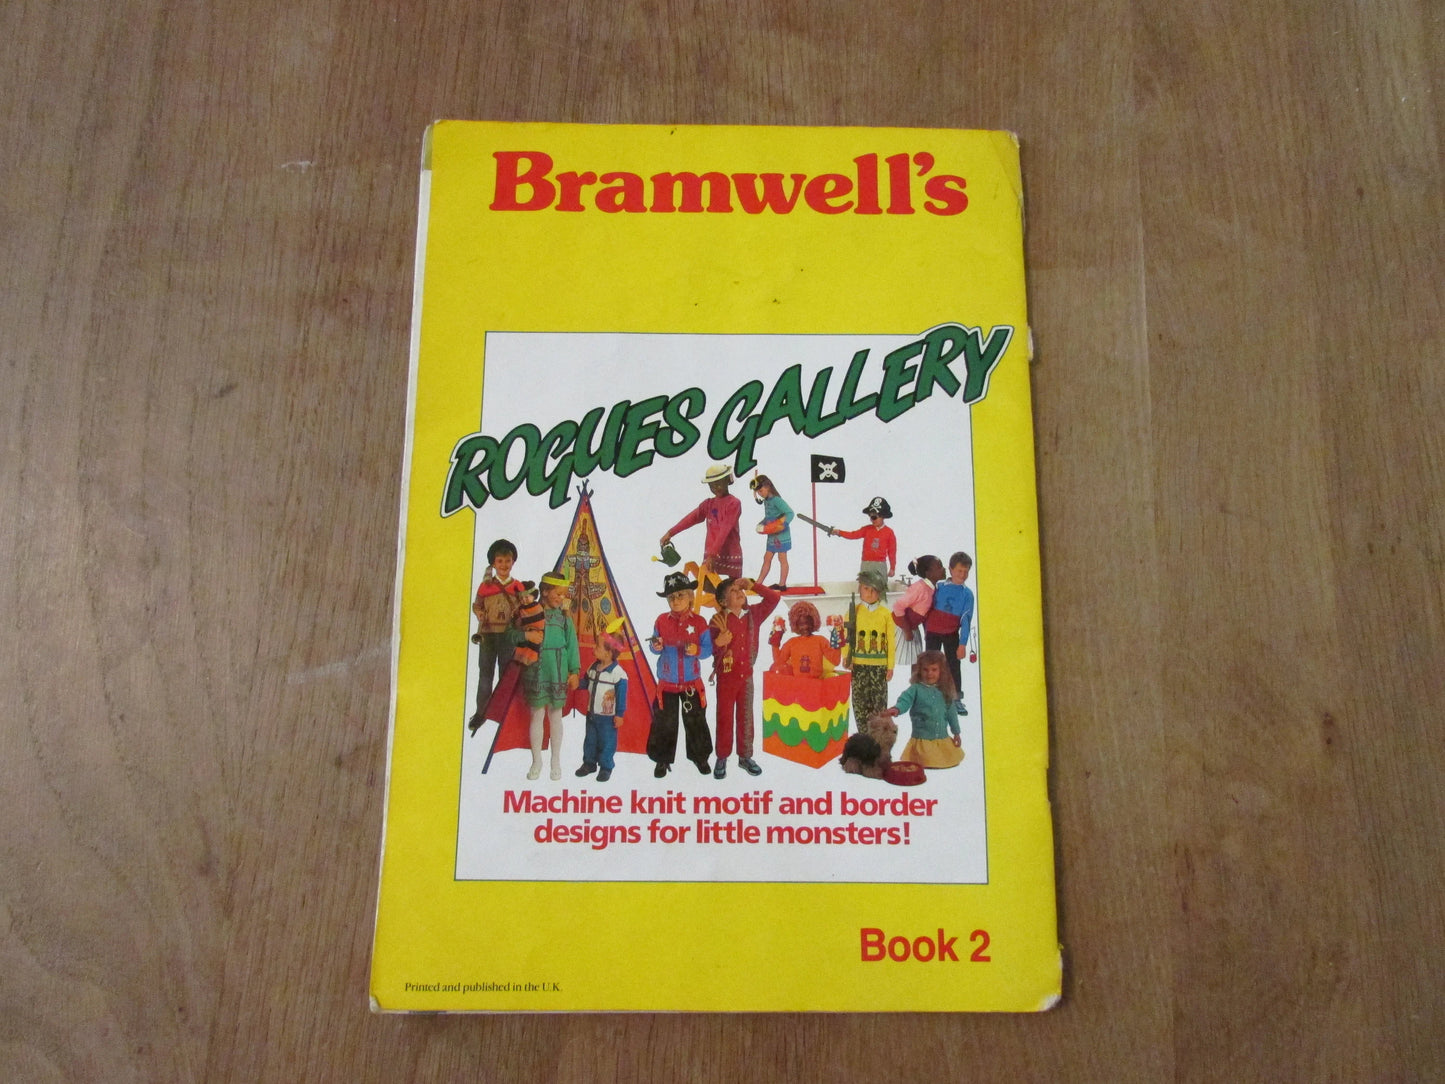 Bramwell's
ROGUES GALLERY
Machine knit motif and border
designs for little monsters!
Book 2
Printed and published in the U.K.